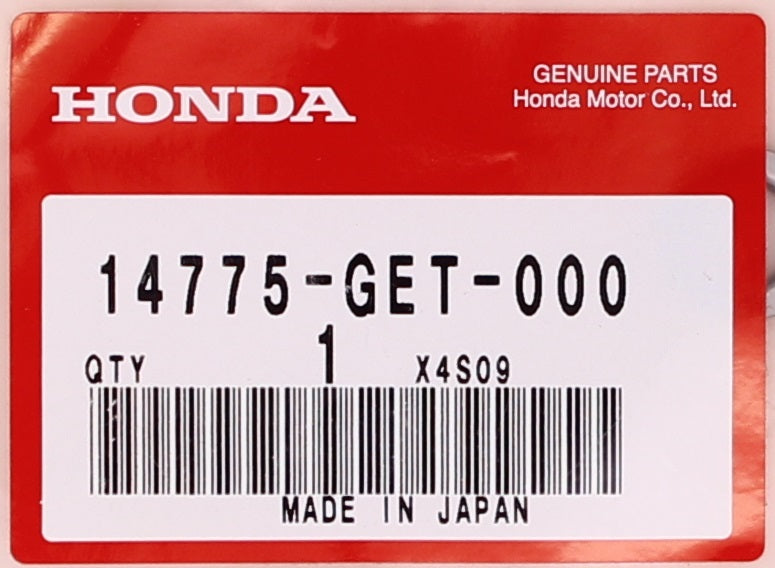 HONDA
GENUINE PARTS
Honda Motor Co., Ltd.
14775-GET-000
QTY 1 X4S09
MADE IN JAPAN